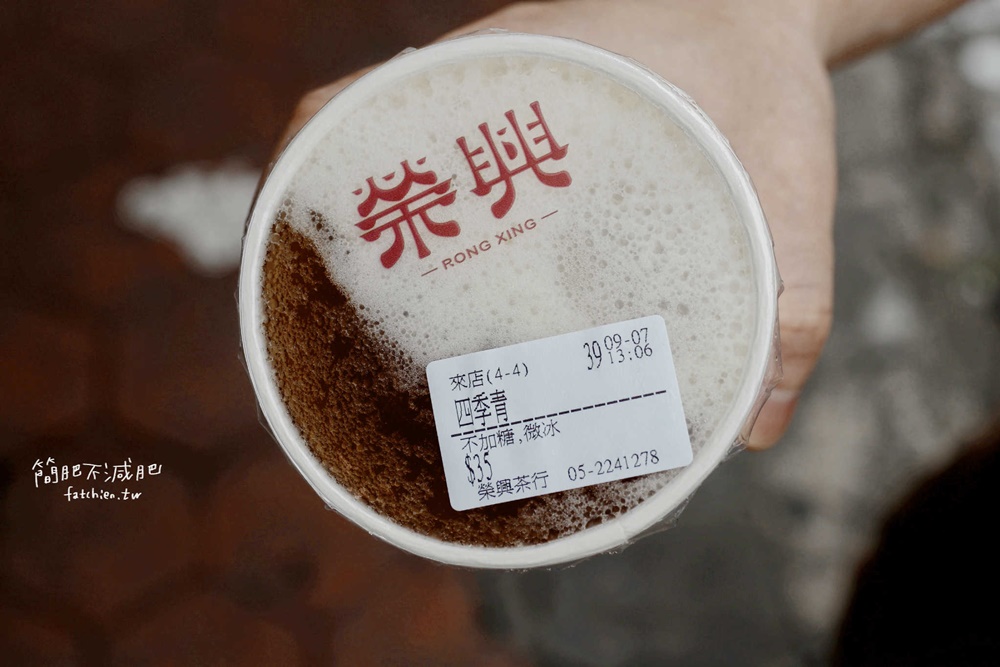 榮興
— RONG XING —
來店(4-4) 39 09-07
13:06
四季青
不加糖,微冰
$35
榮興茶行 05-2241278
簡肥不減肥
fatchien.tw